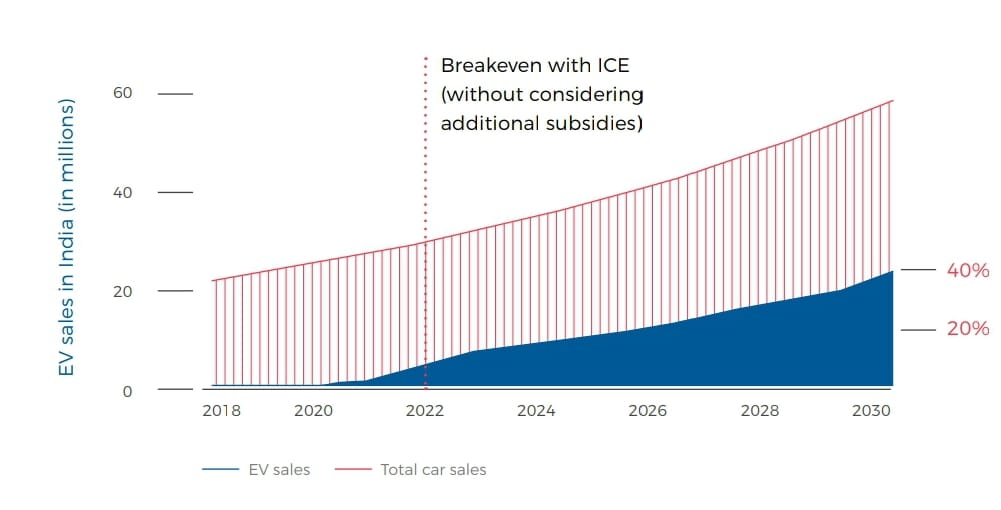 Breakeven with ICE
(without considering
additional subsidies)
EV sales in India (in millions)
60
40
20
0
40%
20%
2018 2020 2022 2024 2026 2028 2030
EV sales Total car sales